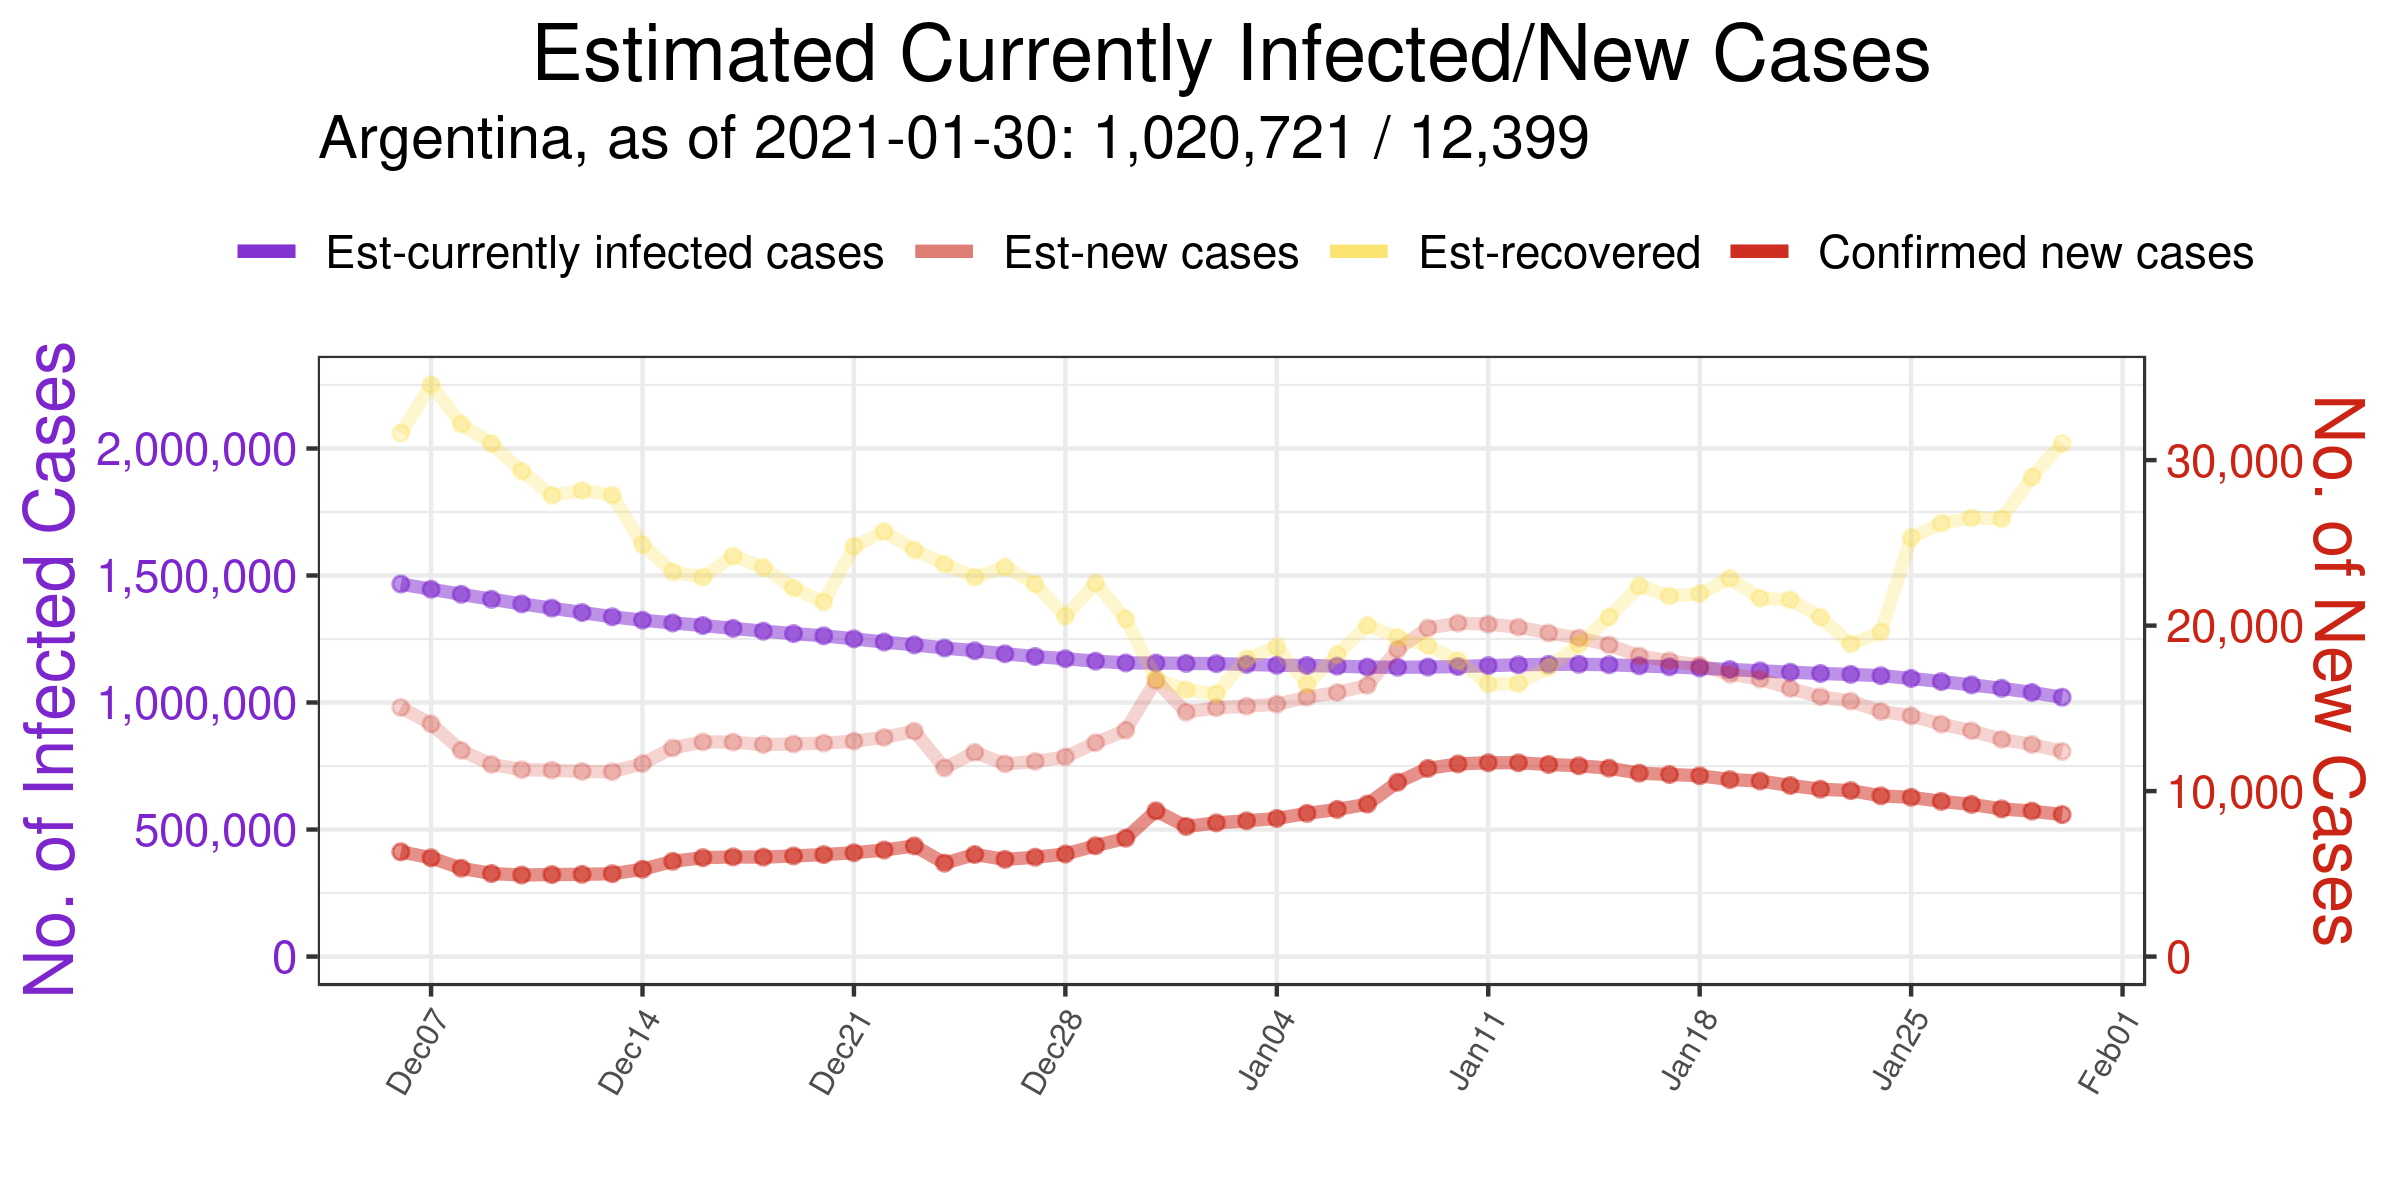 Estimated Currently Infected/New Cases
Argentina, as of 2021-01-30: 1,020,721 / 12,399
Est-currently infected cases Est-new cases Est-recovered Confirmed new cases
No. of Infected Cases
2,000,000
1,500,000
1,000,000
500,000
0
30,000
20,000
10,000
0
No. of New Cases
Dec07 Dec14 Dec21 Dec28 Jan04 Jan11 Jan18 Jan25 Feb01